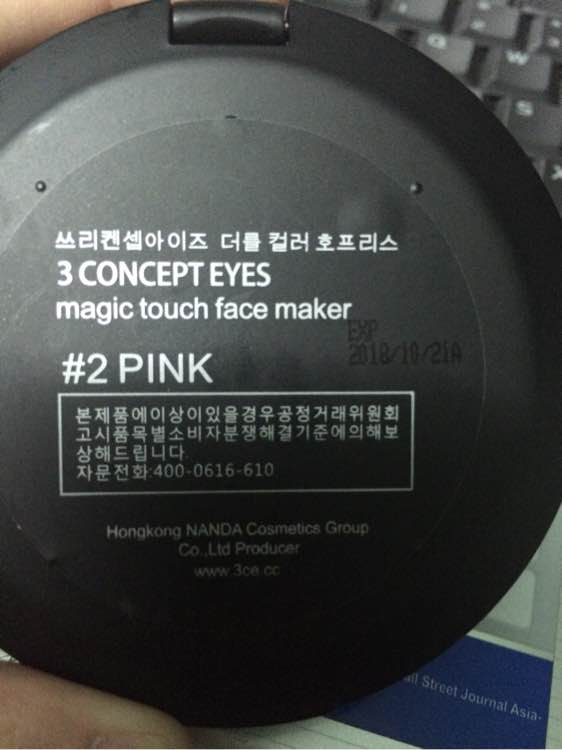 쓰리켄셉아이즈 더를 컬러 호프리스
3 CONCEPT EYES
magic touch face maker
EXP
2018/10/21A
#2 PINK
본제품에이상이있을경우공정거래위원회
고시품목별소비자분쟁해결기준에의해보
상해드립니다.
자문전화:400-0616-610
Hongkong NANDA Cosmetics Group
Co.,Ltd Producer
www.3ce.cc
Street Journal Asia-